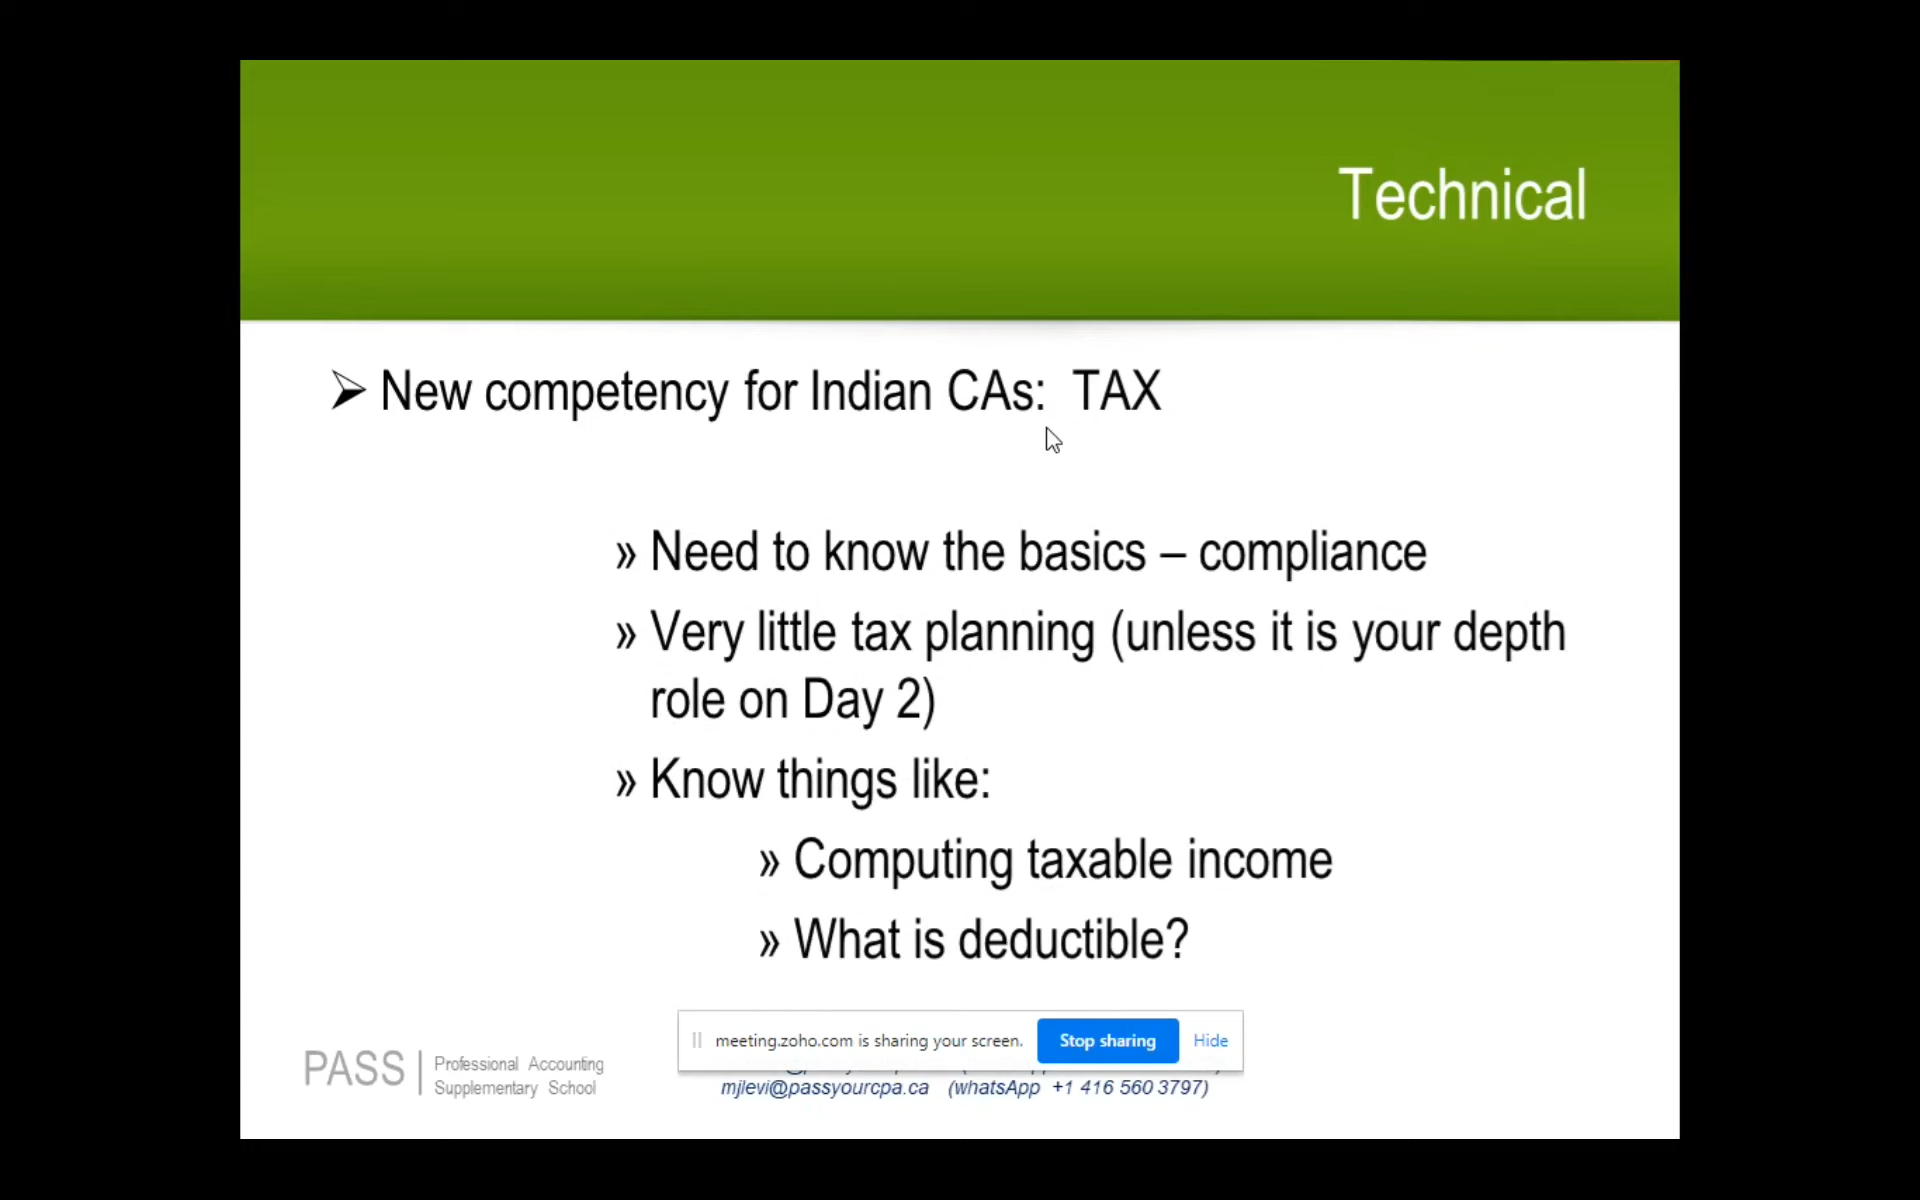 Technical
➢ New competency for Indian CAs: TAX
» Need to know the basics – compliance
» Very little tax planning (unless it is your depth
role on Day 2)
» Know things like:
» Computing taxable income
» What is deductible?
meeting.zoho.com is sharing your screen. Stop sharing Hide
PASS | Professional Accounting
Supplementary School
mjlevi@passyourcpa.ca (whatsApp +1 416 560 3797)